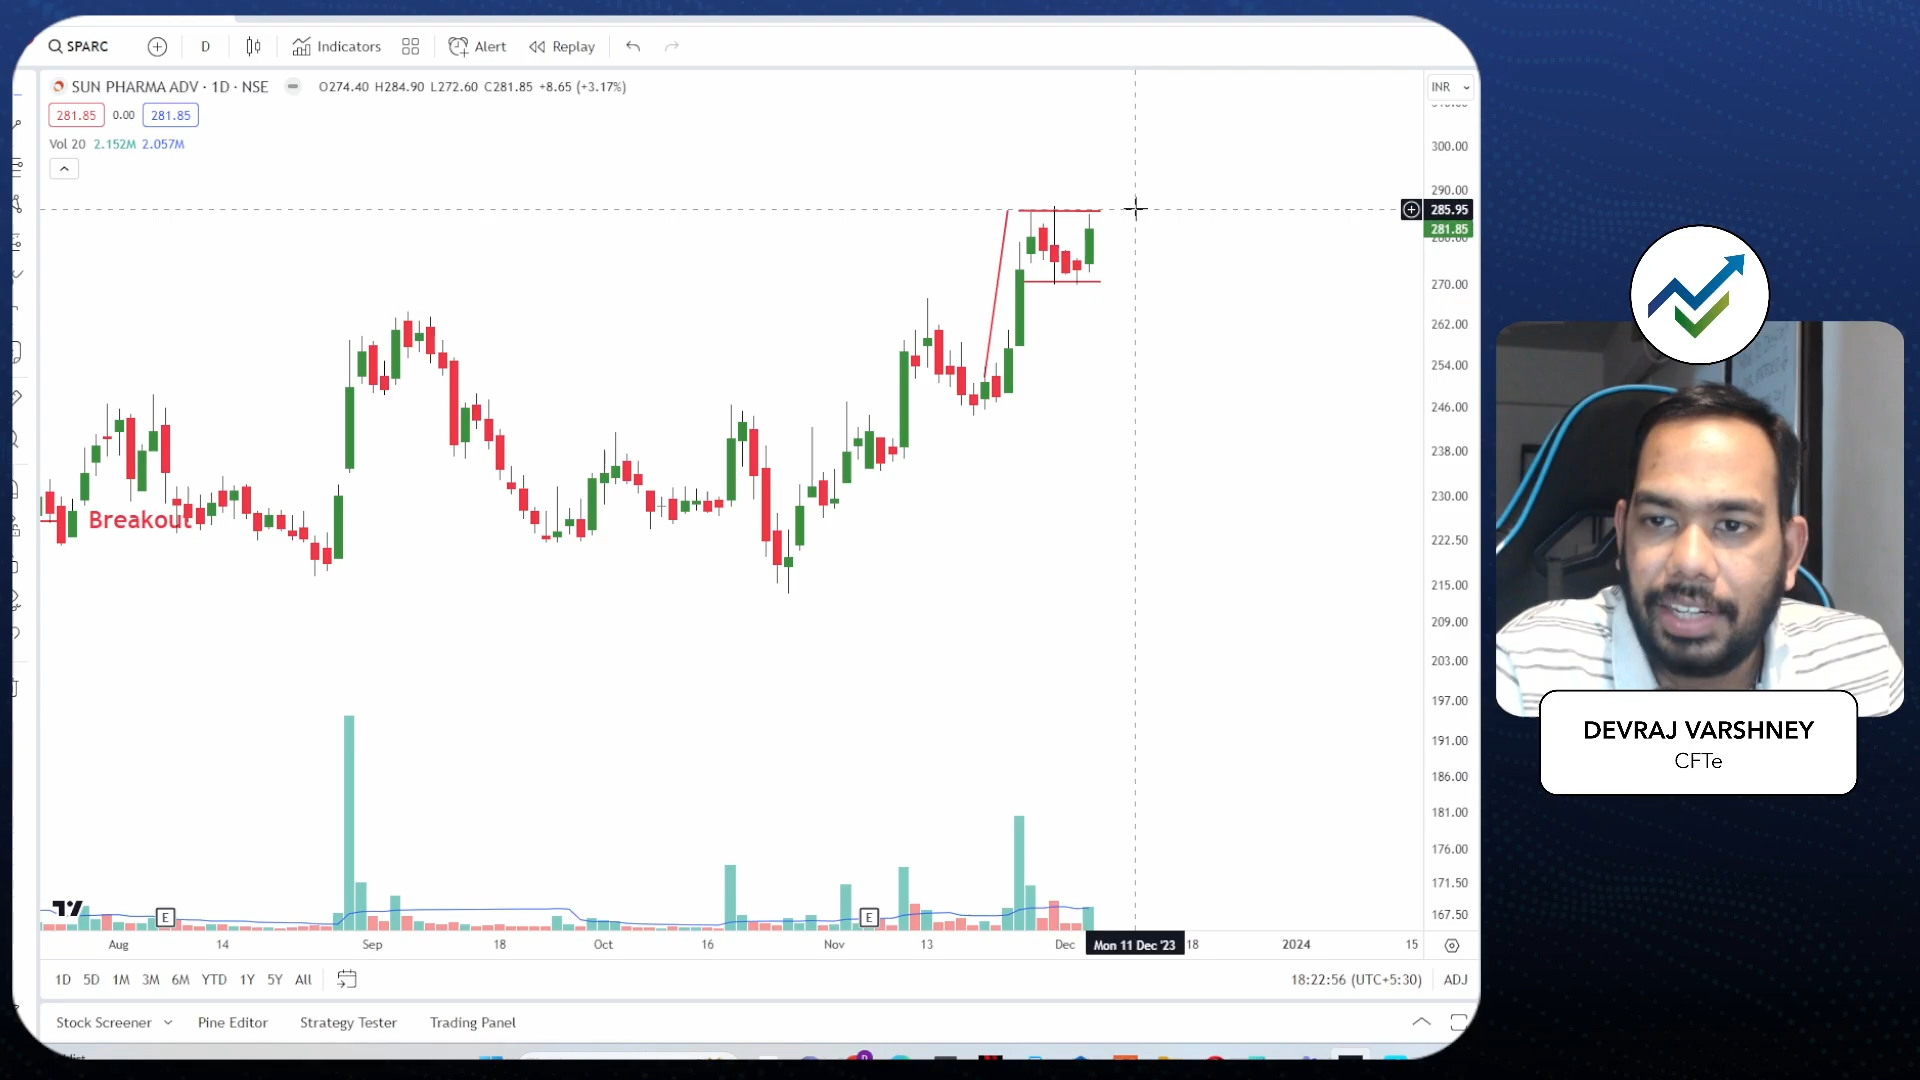 SPARC D Indicators Alert Replay
SUN PHARMA ADV · 1D · NSE O274.40 H284.90 L272.60 C281.85 +8.65 (+3.17%) INR
281.85 0.00 281.85
Vol 20 2.152M 2.057M
300.00
290.00
285.95
281.85
270.00
262.00
254.00
246.00
238.00
230.00
Breakout
222.50
215.00
209.00
203.00
197.00
191.00
186.00
181.00
176.00
171.50
167.50
E E
Aug 14 Sep 18 Oct 16 Nov 13 Dec Mon 11 Dec '23 18 2024 15
1D 5D 1M 3M 6M YTD 1Y 5Y All 18:22:56 (UTC+5:30) ADJ
Stock Screener Pine Editor Strategy Tester Trading Panel
DEVRAJ VARSHNEY
CFTe